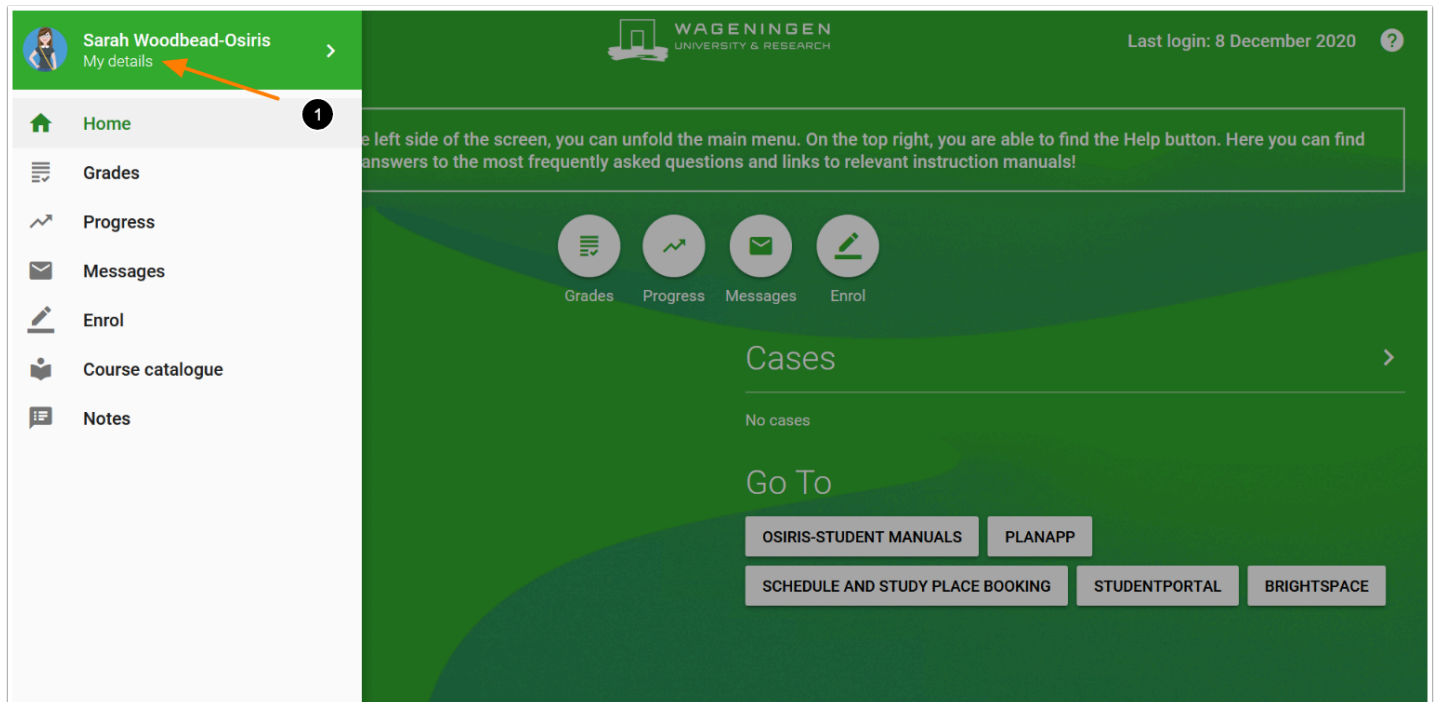 Sarah Woodbead-Osiris
My details
1
Home
Grades
Progress
Messages
Enrol
Course catalogue
Notes
WAGENINGEN
UNIVERSITY & RESEARCH
Last login: 8 December 2020
?
e left side of the screen, you can unfold the main menu. On the top right, you are able to find the Help button. Here you can find
answers to the most frequently asked questions and links to relevant instruction manuals!
Grades
Progress
Messages
Enrol
Cases
No cases
Go To
OSIRIS-STUDENT MANUALS
PLANAPP
SCHEDULE AND STUDY PLACE BOOKING
STUDENTPORTAL
BRIGHTSPACE